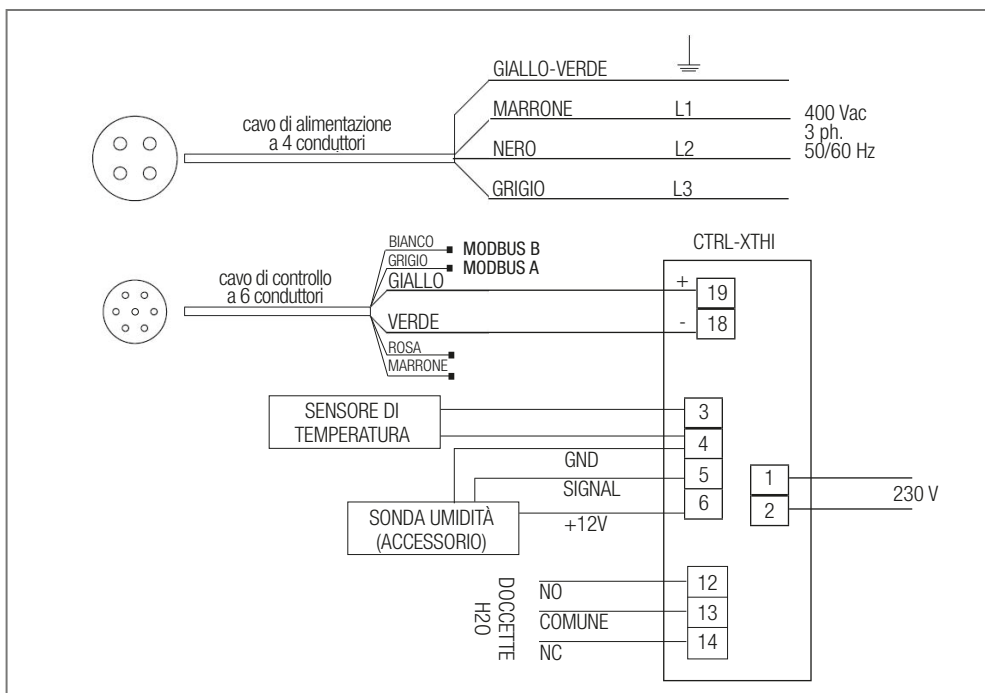 GIALLO-VERDE
MARRONE L1
NERO L2
GRIGIO L3
400 Vac
3 ph.
50/60 Hz
cavo di alimentazione
a 4 conduttori
CTRL-XTHI
BIANCO MODBUS B
GRIGIO MODBUS A
GIALLO + 19
VERDE - 18
ROSA
MARRONE
cavo di controllo
a 6 conduttori
SENSORE DI
TEMPERATURA
3
4
GND
5
SIGNAL
6
+12V
SONDA UMIDITÀ
(ACCESSORIO)
1
2
230 V
DOCCETTE
H2O
NO 12
COMUNE 13
NC 14